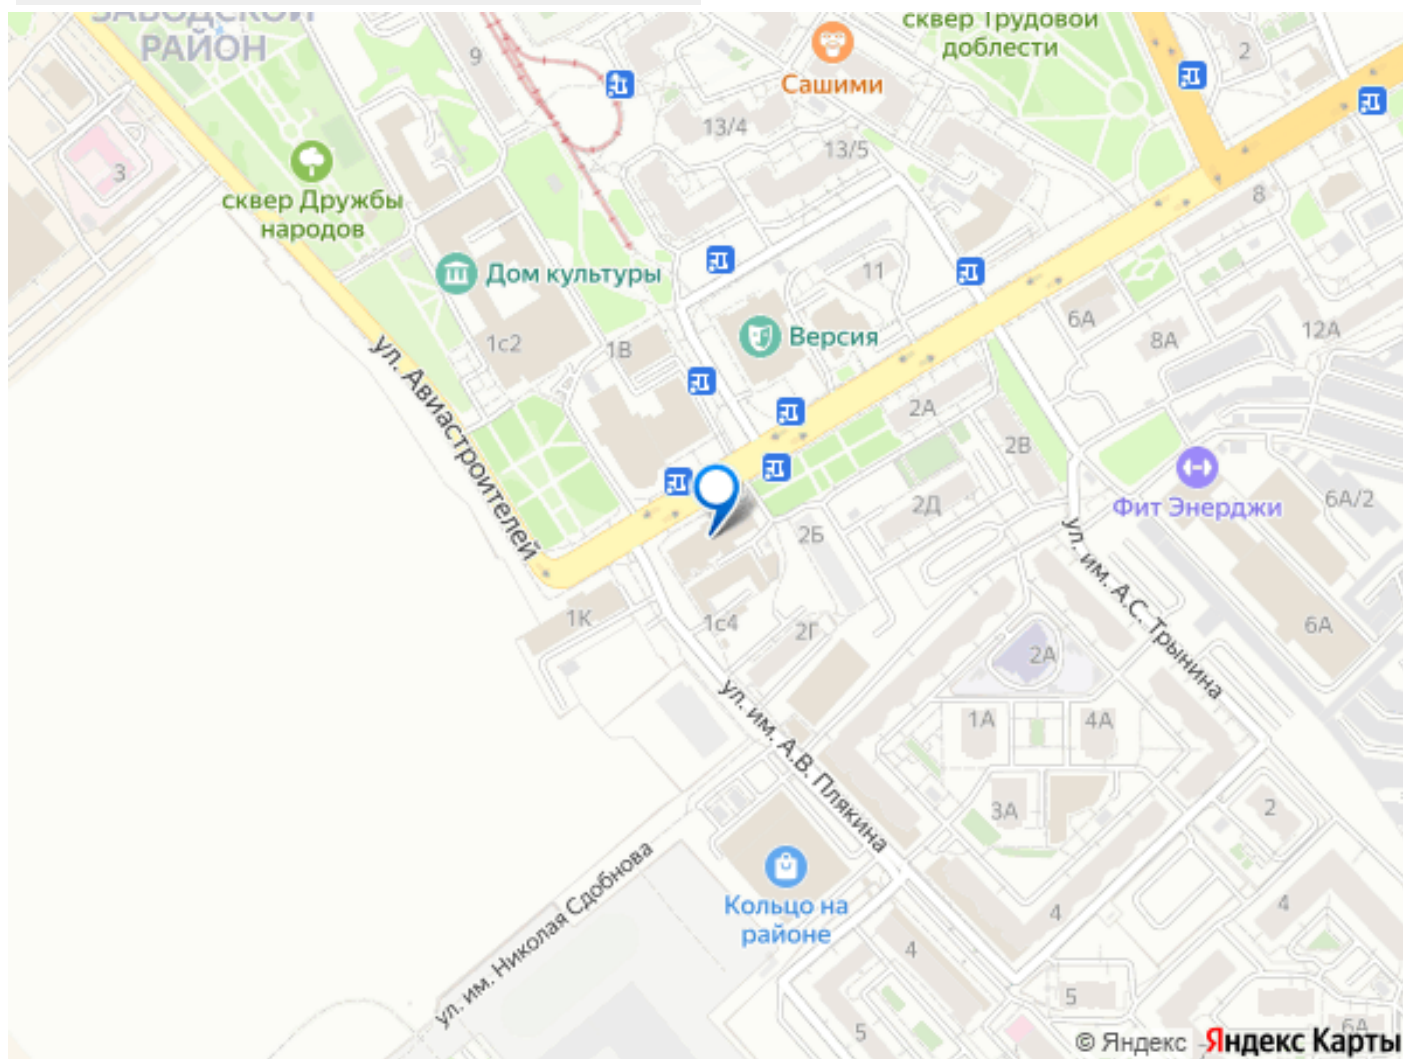 ЗАВОДСКОЙ
РАЙОН
9
3
сквер Дружбы
народов
Дом культуры
1с2
1В
Сашими
сквер Трудовой
доблести
2
13/4
13/5
8
11
Версия
6А
8А
12А
ул. Авиастроителей
2А
2В
2Д
2Б
Фит Энерджи
6А/2
6А
1К
1с4
2Г
ул. им. А.С. Трынина
2А
1А
4А
3А
2
ул. им. А.В. Плякина
Кольцо на
районе
ул. им. Николая Сдобнова
4
4
4
5
5
6А
© Яндекс
Яндекс Карты